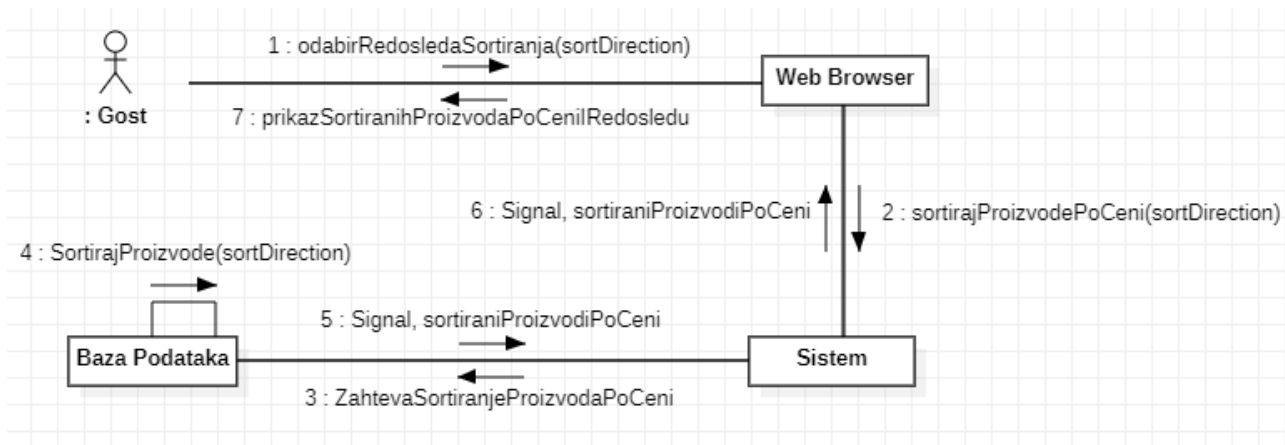 1 : odabirRedosledaSortiranja(sortDirection)
Web Browser
: Gost
7 : prikazSortiranihProizvodaPoCeniIRedosledu
6 : Signal, sortiraniProizvodiPoCeni
2 : sortirajProizvodePoCeni(sortDirection)
4 : SortirajProizvode(sortDirection)
5 : Signal, sortiraniProizvodiPoCeni
Baza Podataka
Sistem
3 : ZahtevaSortiranjeProizvodaPoCeni